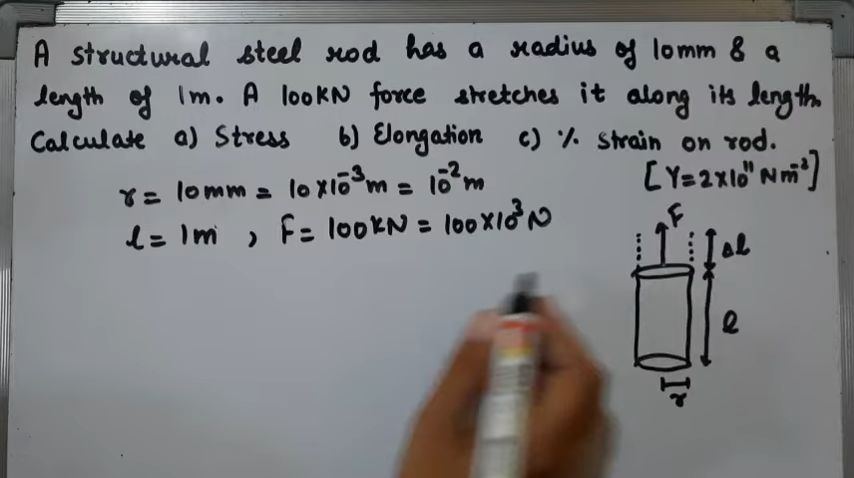 A structural steel rod has a radius of 10mm & a
length of 1m. A 100KN force stretches it along its length.
Calculate a) Stress b) Elongation c) % strain on rod.
[Y=2×10¹¹ Nm⁻²]
r = 10mm = 10×10⁻³m = 10⁻²m
l = 1m , F = 100KN = 100×10³N
F
Δl
l
r